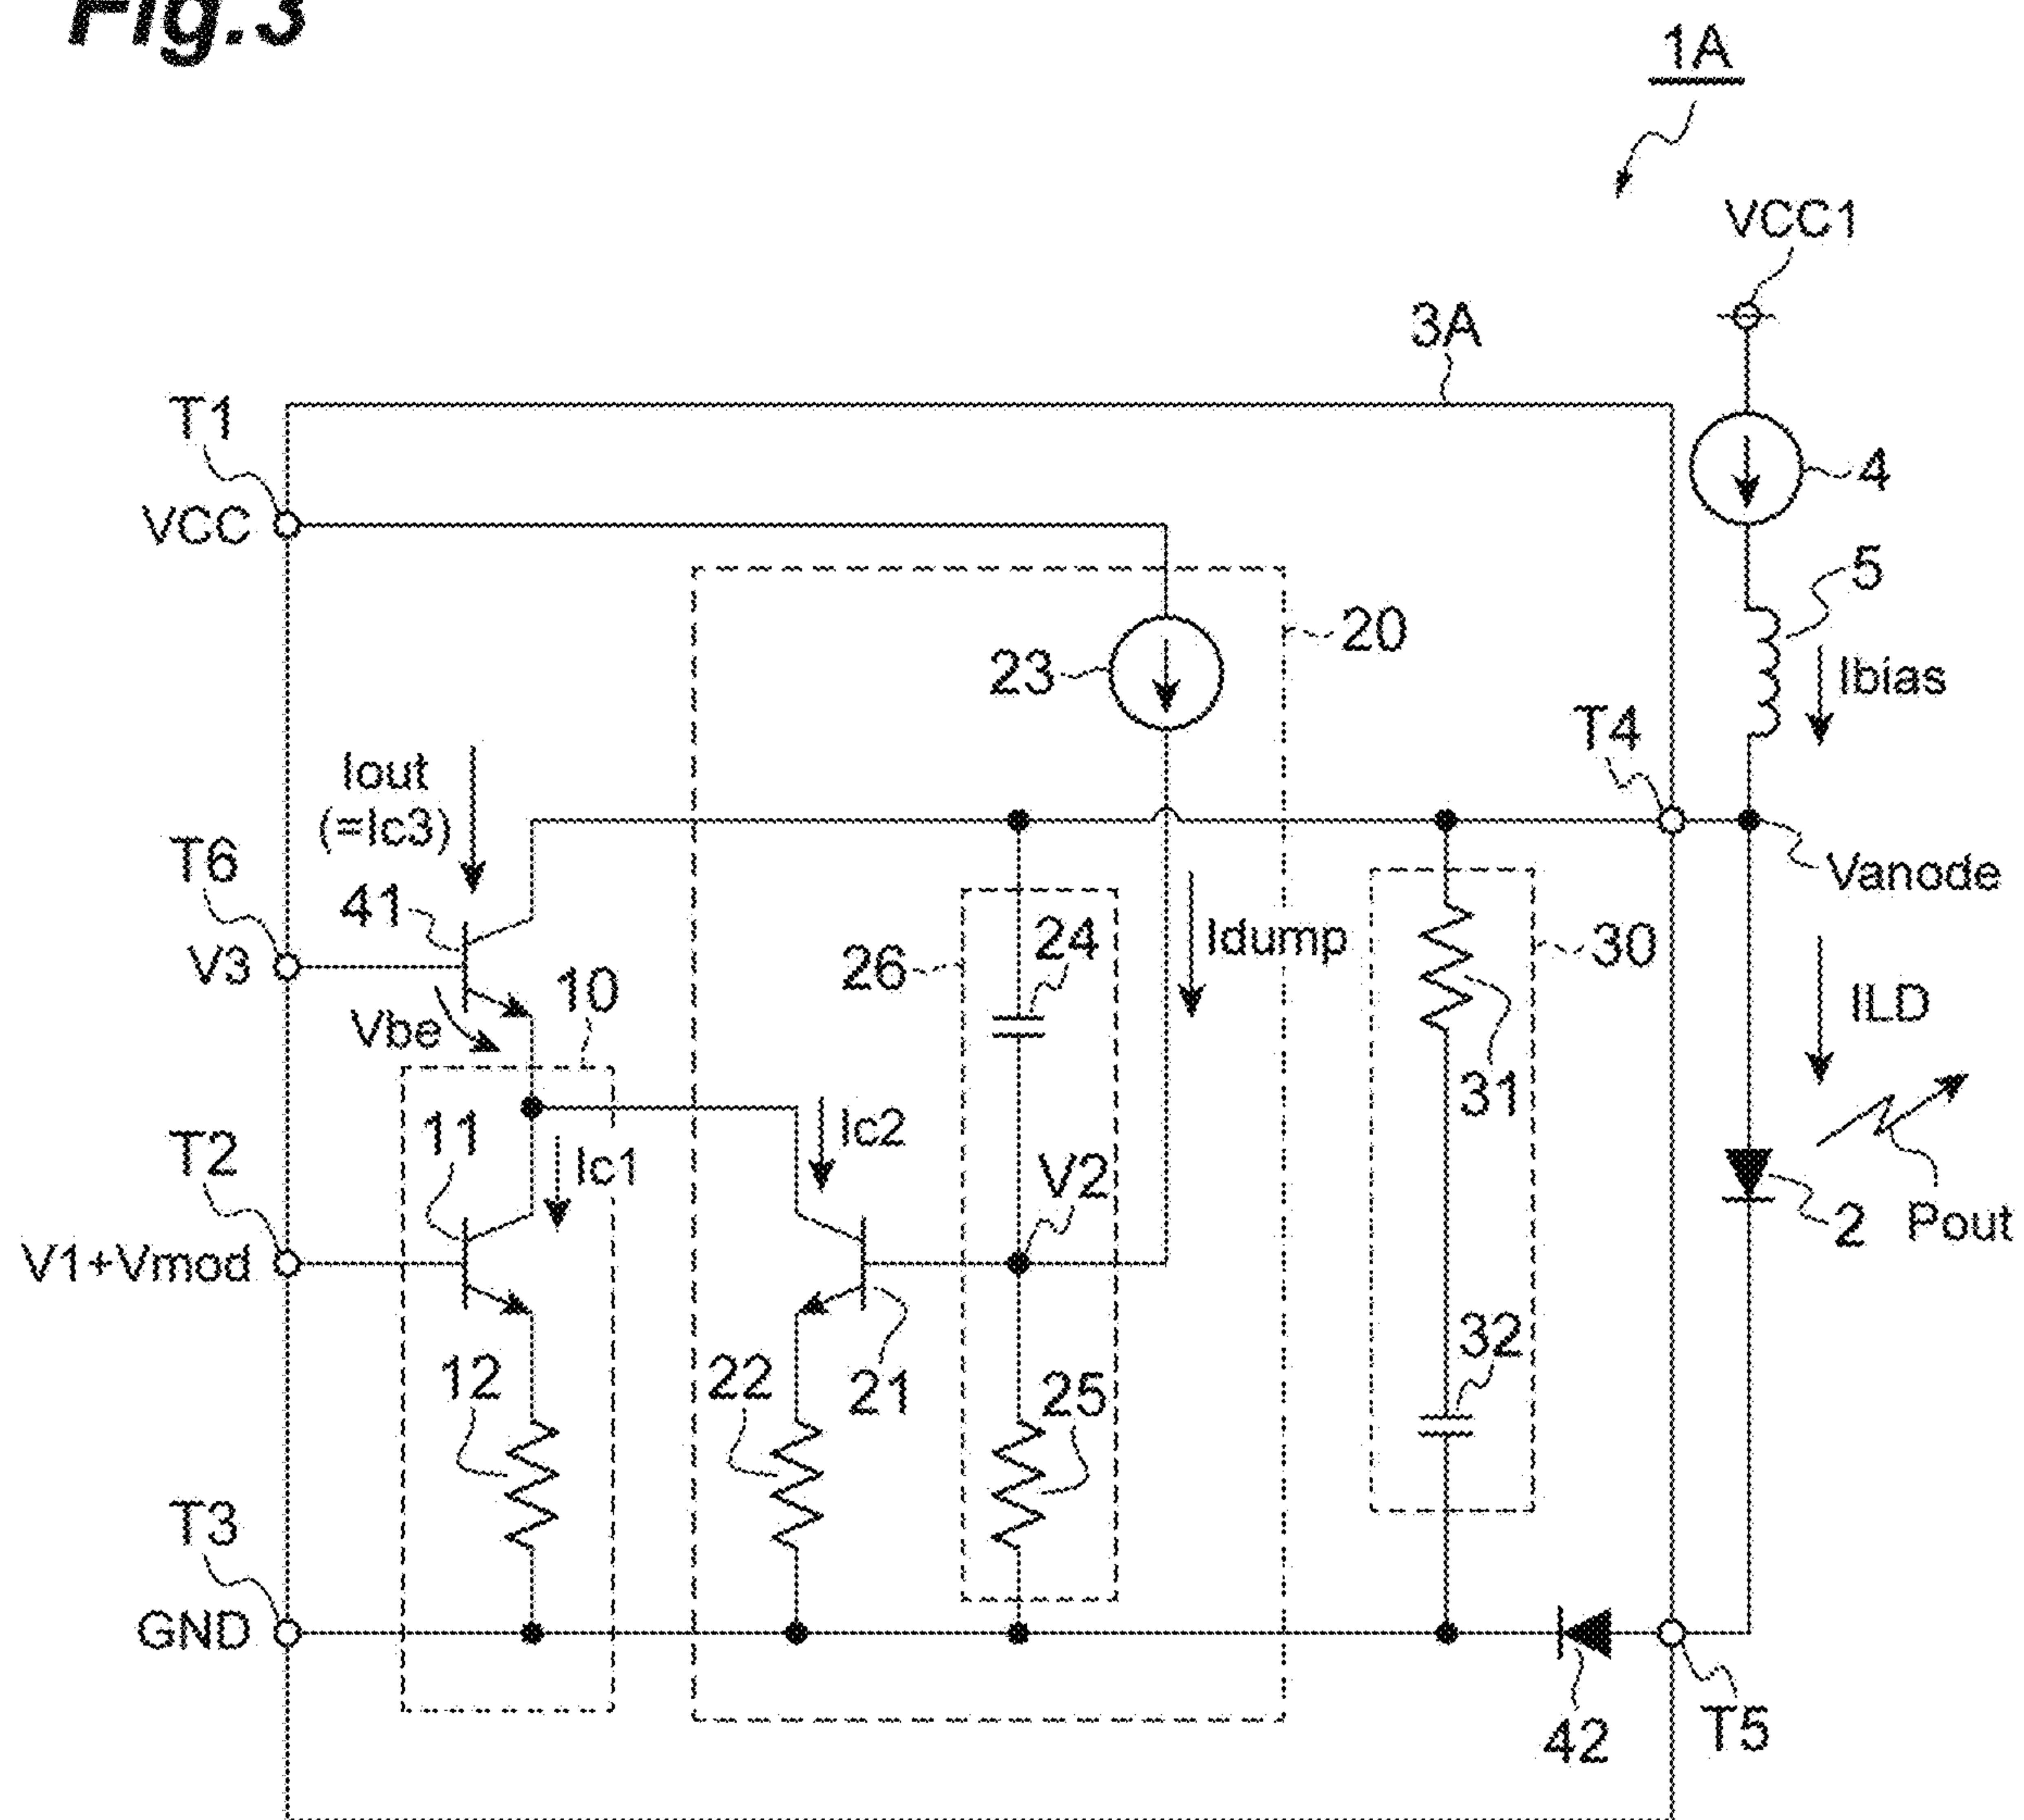 Fig.3
1A
VCC1
3A
T1
VCC
4
5
20
23
Ibias
T4
Iout
(=Ic3)
T6
41
V3
Vanode
24
Idump
26
30
10
Vbe
ILD
31
11
Ic2
T2
Ic1
V2
V1+Vmod
2
Pout
32
12
22
21
25
T3
GND
42
T5